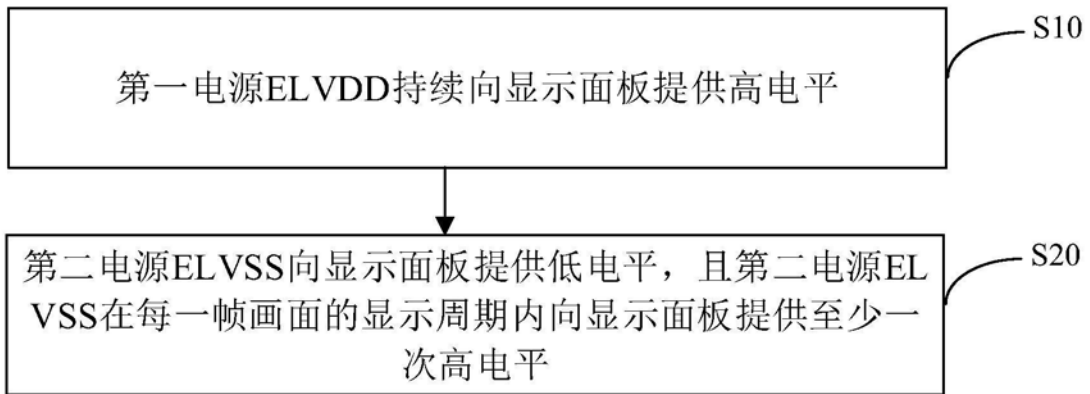 S10
第一电源ELVDD持续向显示面板提供高电平
S20
第二电源ELVSS向显示面板提供低电平，且第二电源EL
VSS在每一帧画面的显示周期内向显示面板提供至少一
次高电平